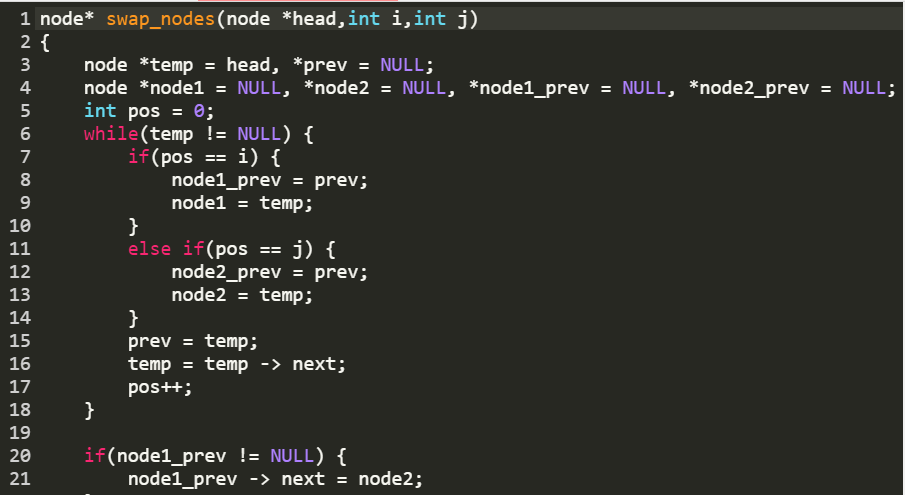 1 node* swap_nodes(node *head,int i,int j)
2 {
3     node *temp = head, *prev = NULL;
4     node *node1 = NULL, *node2 = NULL, *node1_prev = NULL, *node2_prev = NULL;
5     int pos = 0;
6     while(temp != NULL) {
7         if(pos == i) {
8             node1_prev = prev;
9             node1 = temp;
10         }
11         else if(pos == j) {
12             node2_prev = prev;
13             node2 = temp;
14         }
15         prev = temp;
16         temp = temp -> next;
17         pos++;
18     }
19
20     if(node1_prev != NULL) {
21         node1_prev -> next = node2;